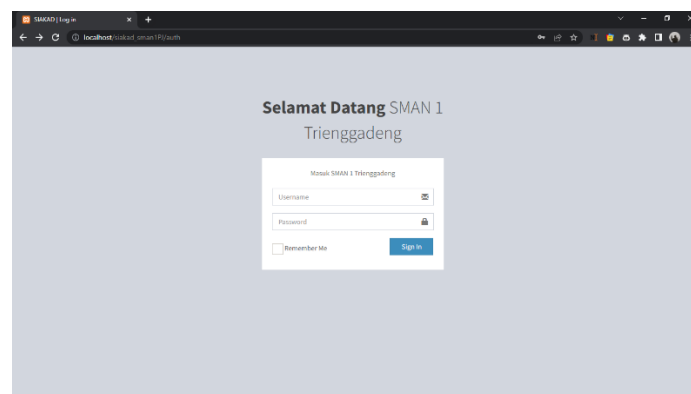 SIAKAD | Log in
localhost/siakad_sman1PJ/auth
Selamat Datang SMAN 1
Trienggadeng
Masuk SMAN 1 Trienggadeng
Username
Password
Remember Me
Sign In